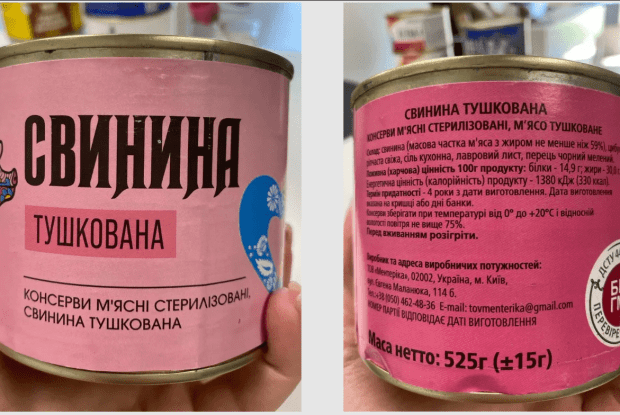 СВИНИНА
ТУШКОВАНА
КОНСЕРВИ М'ЯСНІ СТЕРИЛІЗОВАНІ,
СВИНИНА ТУШКОВАНА
СВИНИНА ТУШКОВАНА
КОНСЕРВИ М'ЯСНІ СТЕРИЛІЗОВАНІ, М'ЯСО ТУШКОВАНЕ
Склад: свинина (масова частка м'яса з жиром не менше ніж 59%),
ріпчаста свіжа, сіль кухонна, лавровий лист, перець чорний мелений.
Поживна (харчова) цінність 100г продукту: білки - 14,9 г; жири - 30,
Енергетична цінність (калорійність) продукту - 1380 кДж (330 ккал).
Термін придатності - 4 роки з дати виготовлення. Дата виготовлення
вказана на кришці або дні банки.
Консерви зберігати при температурі від 0° до +20°С і відносній
вологості повітря не вище 75%.
Перед вживанням розігріти.
Виробник та адреса виробничих потужностей:
ТОВ «Ментеріка», 02002, Україна, м. Київ,
вул. Євгена Маланюка, 114 б.
Тел.+38 (050) 462-48-36 E-mail: tovmenterika@gmail.com
НОМЕР ПАРТІЇ ВІДПОВІДАЄ ДАТІ ВИГОТОВЛЕННЯ
Маса нетто: 525г (±15г)
ДСТУ